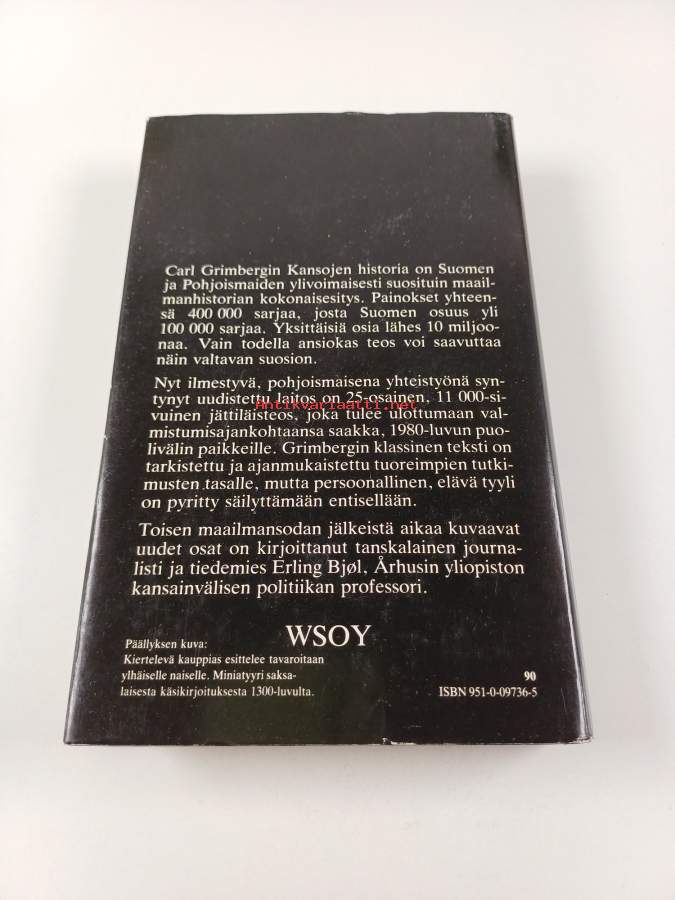 Carl Grimbergin Kansojen historia on Suomen
ja Pohjoismaiden ylivoimaisesti suosituin maail-
manhistorian kokonaisesitys. Painokset yhteen-
sä 400 000 sarjaa, josta Suomen osuus yli
100 000 sarjaa. Yksittäisiä osia lähes 10 miljoo-
naa. Vain todella ansiokas teos voi saavuttaa
näin valtavan suosion.
Nyt ilmestyvä, pohjoismaisena yhteistyönä syn-
tynyt uudistettu laitos on 25-osainen, 11 000-si-
Antikvariaatti.net
vuinen jättiläisteos, joka tulee ulottumaan val-
mistumisajankohtaansa saakka, 1980-luvun puo-
livälin paikkeille. Grimbergin klassinen teksti on
tarkistettu ja ajanmukaistettu tuoreimpien tutki-
musten tasalle, mutta persoonallinen, elävä tyyli
on pyritty säilyttämään entisellään.
Toisen maailmansodan jälkeistä aikaa kuvaavat
uudet osat on kirjoittanut tanskalainen journa-
listi ja tiedemies Erling Bjøl, Århusin yliopiston
kansainvälisen politiikan professori.
WSOY
Päällyksen kuva:
Kiertelevä kauppias esittelee tavaroitaan
ylhäiselle naiselle. Miniatyyri saksa-
laisesta käsikirjoituksesta 1300-luvulta.
90
ISBN 951-0-09736-5